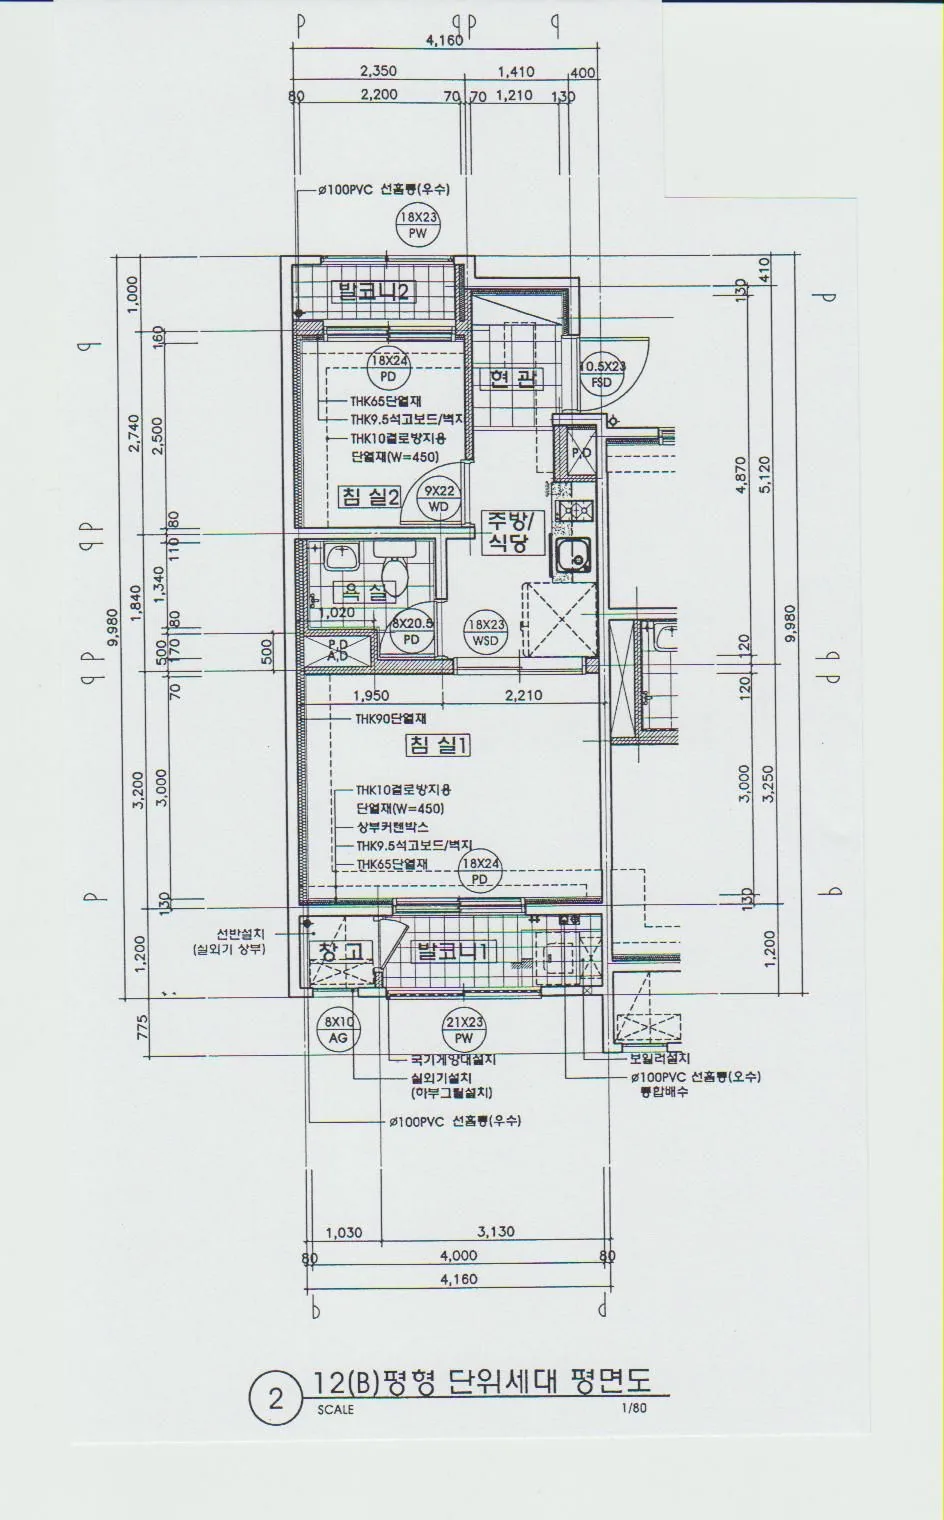 4,160
2,350 1,410 400
80 2,200 70 70 1,210 130
Ø100PVC 선홈통(우수)
18X23
PW
발코니2
1,000
410
130
160
18X24
PD
10.5X23
FSD
현관
THK65단열재
THK9.5석고보드/벽지
THK10결로방지용
단열재(W=450)
P.D
2,740
2,500
4,870
5,120
침 실2
9X22
WD
주방/
식당
80
110
욕 실
1,020
8X20.5
PD
18X23
WSD
1,340
1,840
9,980
9,980
80
170
500
500
P.D
A.D
120
120
70
1,950 2,210
THK90단열재
침 실1
THK10결로방지용
단열재(W=450)
상부커텐박스
THK9.5석고보드/벽지
THK65단열재
18X24
PD
3,200
3,000
3,000
3,250
130
130
선반설치
(실외기 상부)
창고
발코니1
1,200
1,200
775
8X10
AG
21X23
PW
국기게양대설치
실외기설치
(하부그릴설치)
보일러설치
Ø100PVC 선홈통(오수)
통합배수
Ø100PVC 선홈통(우수)
1,030 3,130
80 4,000 80
4,160
2
12(B)평형 단위세대 평면도
SCALE 1/80